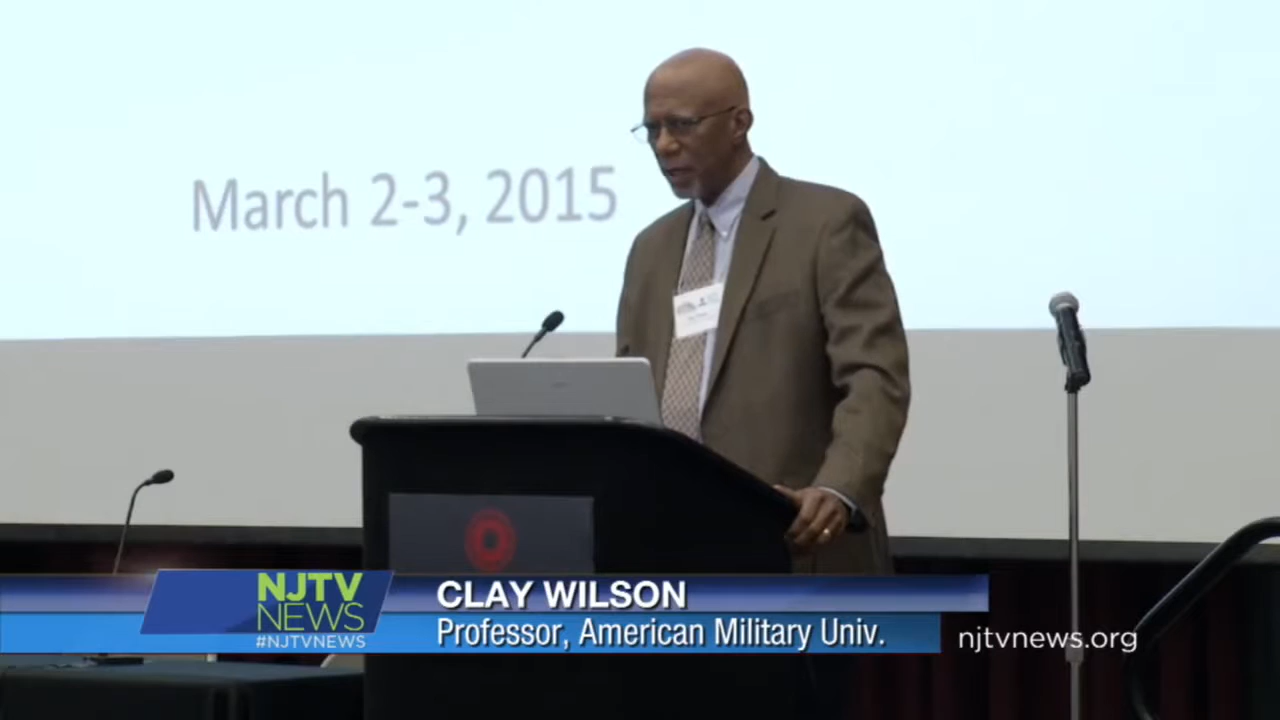 March 2-3, 2015
NJTV
NEWS
#NJTVNEWS
CLAY WILSON
Professor, American Military Univ.
njtvnews.org